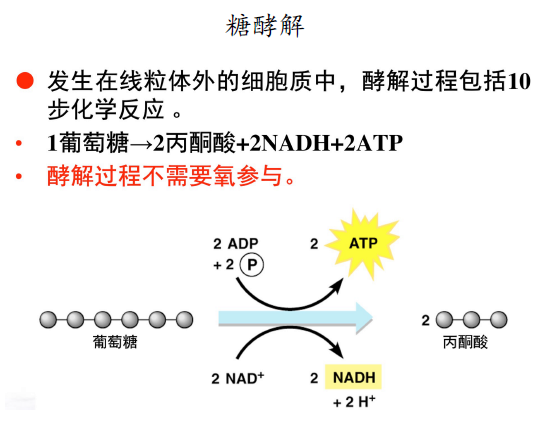 糖酵解
● 发生在线粒体外的细胞质中，酵解过程包括10
步化学反应 。
• 1葡萄糖→2丙酮酸+2NADH+2ATP
• 酵解过程不需要氧参与。
2 ADP
+ 2 P
2 ATP
葡萄糖
2
丙酮酸
2 NAD⁺
2 NADH
+ 2 H⁺